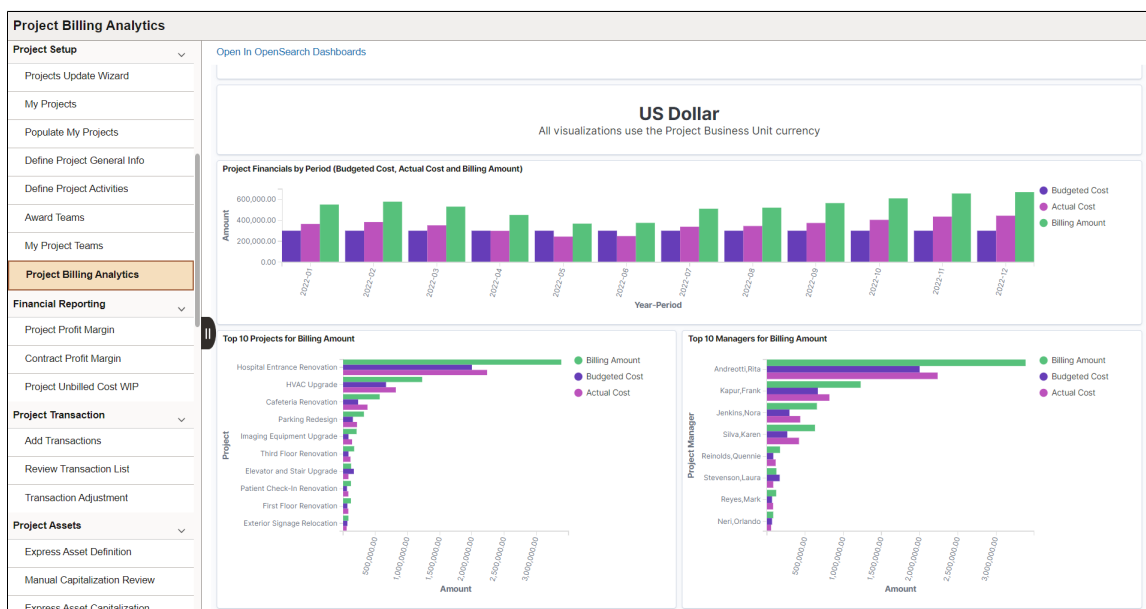 Project Billing Analytics
Project Setup
Projects Update Wizard
My Projects
Populate My Projects
Define Project General Info
Define Project Activities
Award Teams
My Project Teams
Project Billing Analytics
Financial Reporting
Project Profit Margin
Contract Profit Margin
Project Unbilled Cost WIP
Project Transaction
Add Transactions
Review Transaction List
Transaction Adjustment
Project Assets
Express Asset Definition
Manual Capitalization Review
Express Asset Capitalization
Open In OpenSearch Dashboards
US Dollar
All visualizations use the Project Business Unit currency
Project Financials by Period (Budgeted Cost, Actual Cost and Billing Amount)
Amount
600,000.00
400,000.00
200,000.00
0.00
2022-01
2022-02
2022-03
2022-04
2022-05
2022-06
2022-07
2022-08
2022-09
2022-10
2022-11
2022-12
Year-Period
Budgeted Cost
Actual Cost
Billing Amount
Top 10 Projects for Billing Amount
Project
Hospital Entrance Renovation
HVAC Upgrade
Cafeteria Renovation
Parking Redesign
Imaging Equipment Upgrade
Third Floor Renovation
Elevator and Stair Upgrade
Patient Check-In Renovation
First Floor Renovation
Exterior Signage Relocation
500,000.00
1,000,000.00
1,500,000.00
2,000,000.00
2,500,000.00
3,000,000.00
Amount
Billing Amount
Budgeted Cost
Actual Cost
Top 10 Managers for Billing Amount
Project Manager
Andreotti,Rita
Kapur,Frank
Jenkins,Nora
Silva,Karen
Reinolds,Quennie
Stevenson,Laura
Reyes,Mark
Neri,Orlando
500,000.00
1,000,000.00
1,500,000.00
2,000,000.00
2,500,000.00
3,000,000.00
Amount
Billing Amount
Budgeted Cost
Actual Cost